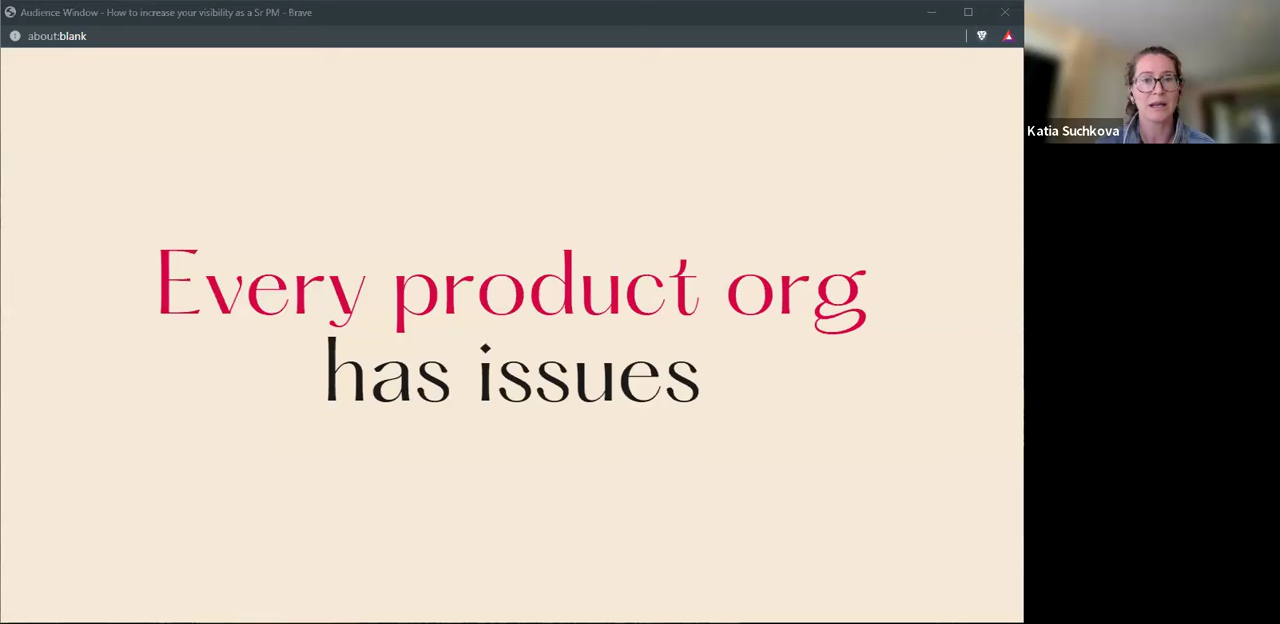 Audience Window - How to increase your visibility as a Sr PM - Brave
about:blank
Katia Suchkova
Every product org
has issues